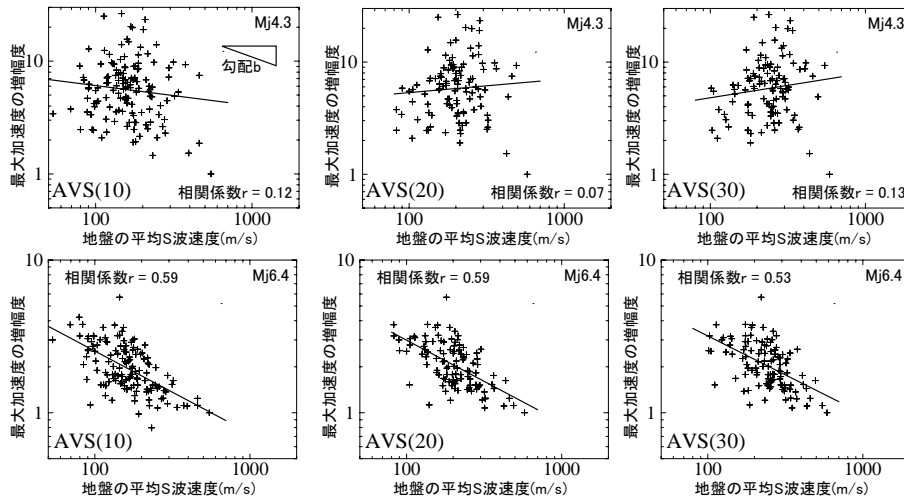 最大加速度の増幅度
10
1
Mj4.3
勾配b
AVS(10)
相関係数r = 0.12
100
1000
地盤の平均S波速度(m/s)
最大加速度の増幅度
10
1
Mj4.3
AVS(20)
相関係数r = 0.07
100
1000
地盤の平均S波速度(m/s)
最大加速度の増幅度
10
1
Mj4.3
AVS(30)
相関係数r = 0.13
100
1000
地盤の平均S波速度(m/s)
最大加速度の増幅度
10
1
相関係数r = 0.59
Mj6.4
AVS(10)
100
1000
地盤の平均S波速度(m/s)
最大加速度の増幅度
10
1
相関係数r = 0.59
Mj6.4
AVS(20)
100
1000
地盤の平均S波速度(m/s)
最大加速度の増幅度
10
1
相関係数r = 0.53
Mj6.4
AVS(30)
100
1000
地盤の平均S波速度(m/s)